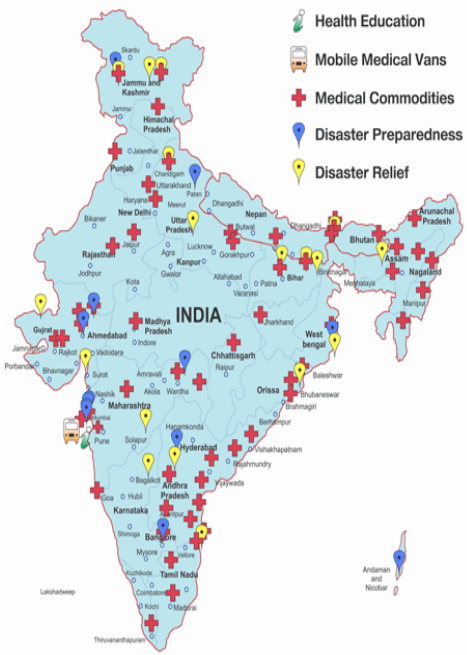 Health Education
Mobile Medical Vans
Medical Commodities
Disaster Preparedness
Disaster Relief
Skardu
Jammu and
Kashmir
Jammu
Himachal
Pradesh
Jalandhar
Punjab
Chandigarh
Uttarakhand
Haryana
Meerut
Patan
New Delhi
Bikaner
Uttar
Pradesh
Nepan
Dhangadhi
Butwal
Dhangadhi
Arunachal
Pradesh
Jaipur
Rajasthan
Agra
Lucknow
Kanpur
Gorakhpur
Bhutan
Assam
Jodhpur
Gwalor
Biratnagar
Bihar
Nagaland
Meghalaya
Kota
Allahabad
Patna
Varanasi
Manipur
INDIA
Gujrat
Madhya
Pradesh
Jharkhand
Ahmedabad
Indore
West
bengal
Rajkot
Vadodara
Chhattisgarh
Porbandar
Bhavnagar
Surat
Amravati
Raipur
Baleshwar
Akola
Wardha
Nashik
Maharashtra
Orissa
Bhubaneswar
Brahmagiri
Pune
Solapur
Hanamkonda
Berhampur
Hyderabad
Vishakhapatnam
Rajahmundry
Bagalkot
Vijaywada
Andhra
Pradesh
Goa
Hubli
Karnataka
Shimoga
Banglore
Mysore
Vellore
Andaman
and
Nicobar
Kozhikode
Tamil Nadu
Lakshadweep
Coimbatore
Kochi
Madurai
Thiruvananthapuram